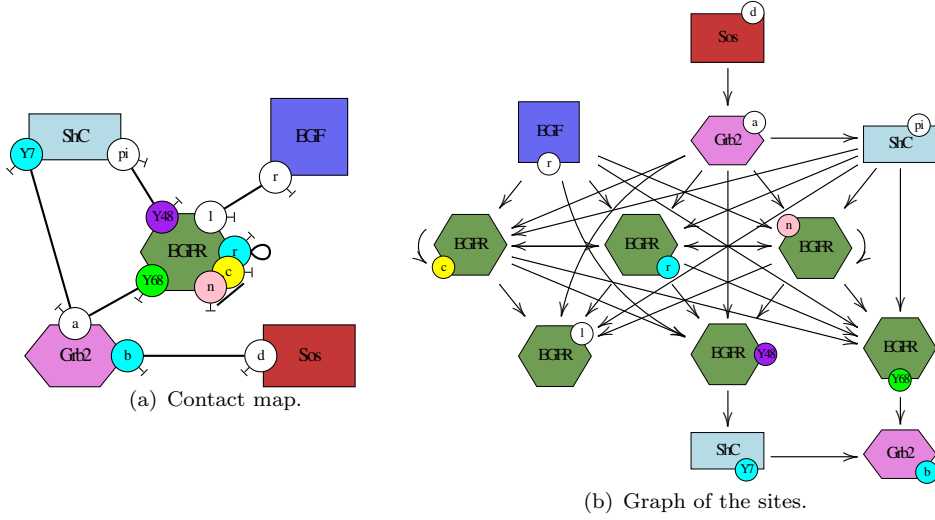 d
Sos
ShC
EGF
Y7
pi
r
Y48
l
EGFR
r
c
n
Y68
a
Grb2
b
d
Sos
(a) Contact map.
EGF
r
Grb2
a
ShC
pi
EGFR
c
EGFR
r
n
EGFR
EGFR
l
EGFR
Y48
EGFR
Y68
ShC
Y7
Grb2
b
(b) Graph of the sites.